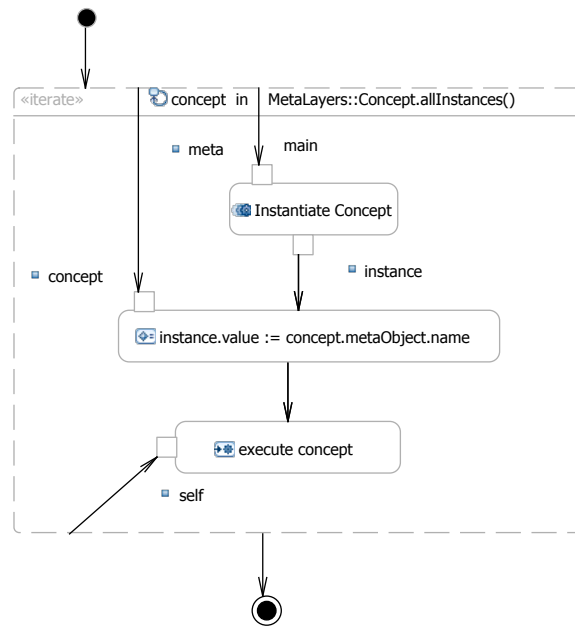 «iterate» concept in MetaLayers::Concept.allInstances()
meta main
Instantiate Concept
instance
concept
instance.value := concept.metaObject.name
execute concept
self